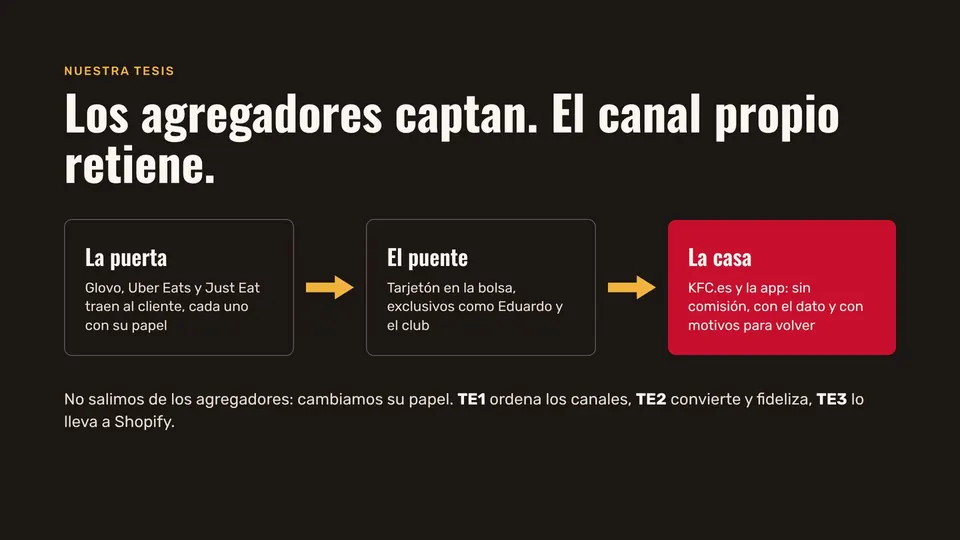 NUESTRA TESIS
Los agregadores captan. El canal propio
retiene.
La puerta
Glovo, Uber Eats y Just Eat
traen al cliente, cada uno
con su papel
El puente
Tarjetón en la bolsa,
exclusivos como Eduardo y
el club
La casa
KFC.es y la app: sin
comisión, con el dato y con
motivos para volver
No salimos de los agregadores: cambiamos su papel. TE1 ordena los canales, TE2 convierte y fideliza, TE3 lo
lleva a Shopify.